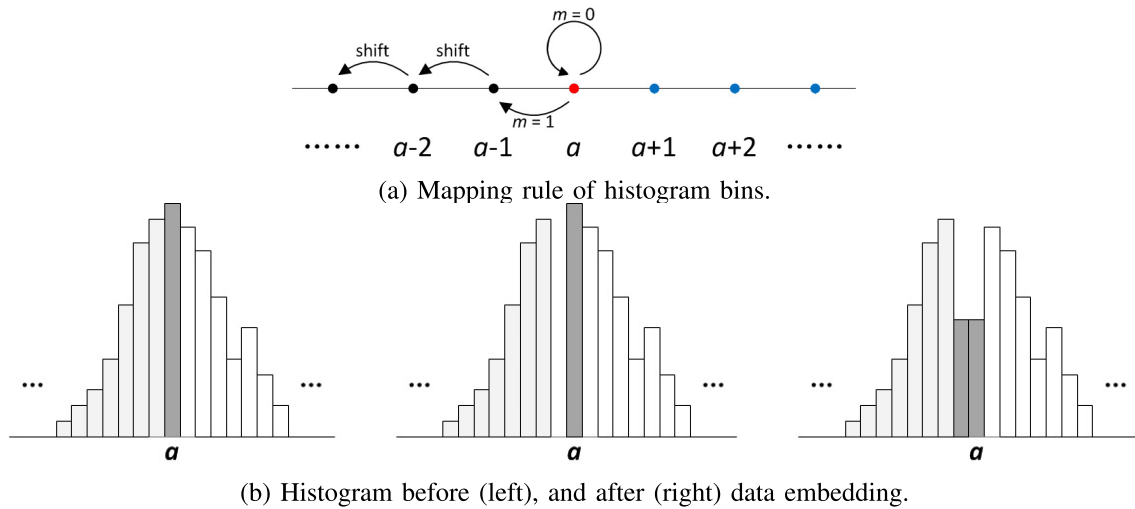 m = 0
shift shift
m = 1
…… a-2 a-1 a a+1 a+2 ……
(a) Mapping rule of histogram bins.
... ... ... ... ... ...
a a a
(b) Histogram before (left), and after (right) data embedding.